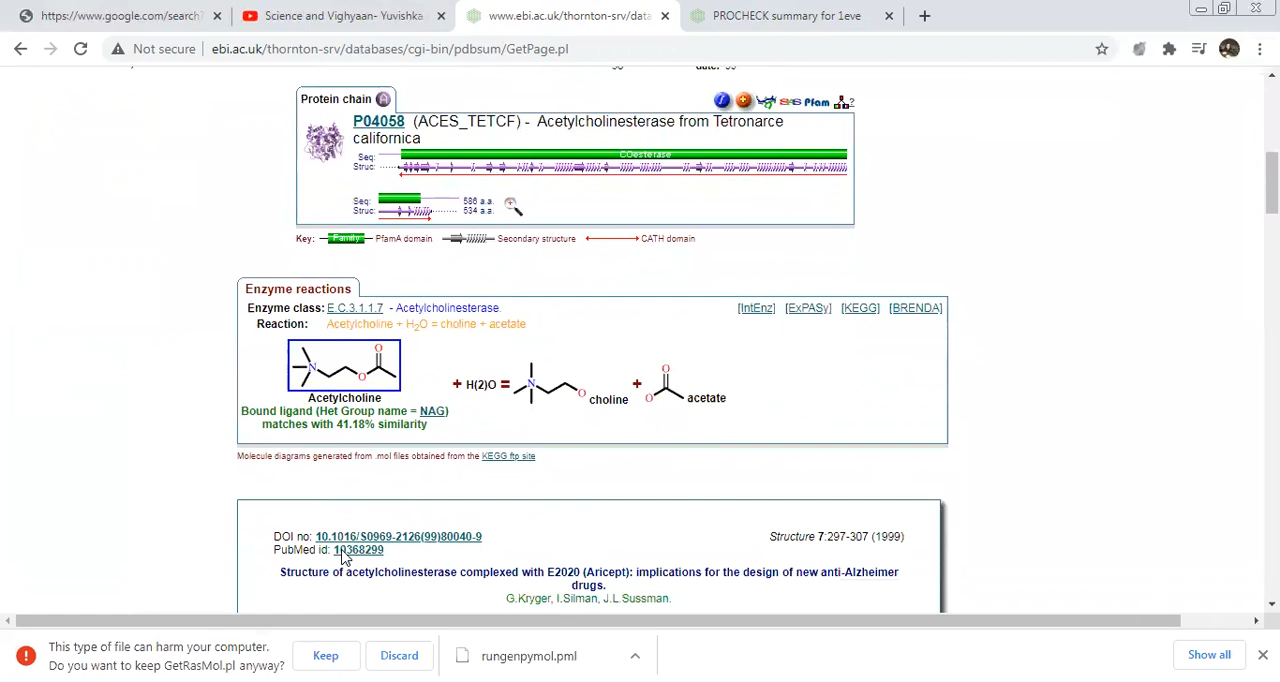 https://www.google.com/search?
Science and Vighyaan- Yuvishka
www.ebi.ac.uk/thornton-srv/data
PROCHECK summary for 1eve
Not secure
ebi.ac.uk/thornton-srv/databases/cgi-bin/pdbsum/GetPage.pl
Protein chain A
SAS Pfam
P04058 (ACES_TETCF) - Acetylcholinesterase from Tetronarce
californica
Seq: COesterase
Struc:
Seq: 586 a.a.
Struc: 534 a.a.
Key: Family PfamA domain Secondary structure CATH domain
Enzyme reactions
Enzyme class: E.C.3.1.1.7 - Acetylcholinesterase. [IntEnz] [ExPASy] [KEGG] [BRENDA]
Reaction: Acetylcholine + H2O = choline + acetate
N O O
Acetylcholine
+ H(2)O =
N O
choline
+
O O
acetate
Bound ligand (Het Group name = NAG)
matches with 41.18% similarity
Molecule diagrams generated from .mol files obtained from the KEGG ftp site
DOI no: 10.1016/S0969-2126(99)80040-9 Structure 7:297-307 (1999)
PubMed id: 10368299
Structure of acetylcholinesterase complexed with E2020 (Aricept): implications for the design of new anti-Alzheimer
drugs.
G.Kryger, I.Silman, J.L.Sussman.
This type of file can harm your computer.
Do you want to keep GetRasMol.pl anyway?
Keep
Discard
rungenpymol.pml
Show all